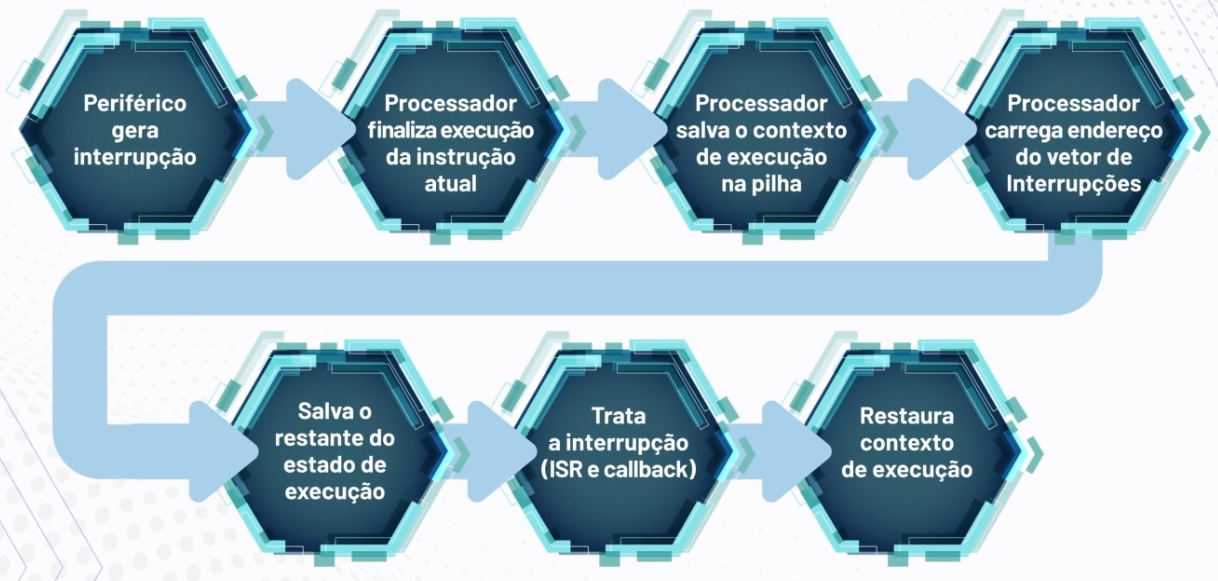 Periférico
gera
interrupção
Processador
finaliza execução
da instrução
atual
Processador
salva o contexto
de execução
na pilha
Processador
carrega endereço
do vetor de
Interrupções
Salva o
restante do
estado de
execução
Trata
a interrupção
(ISR e callback)
Restaura
contexto
de execução